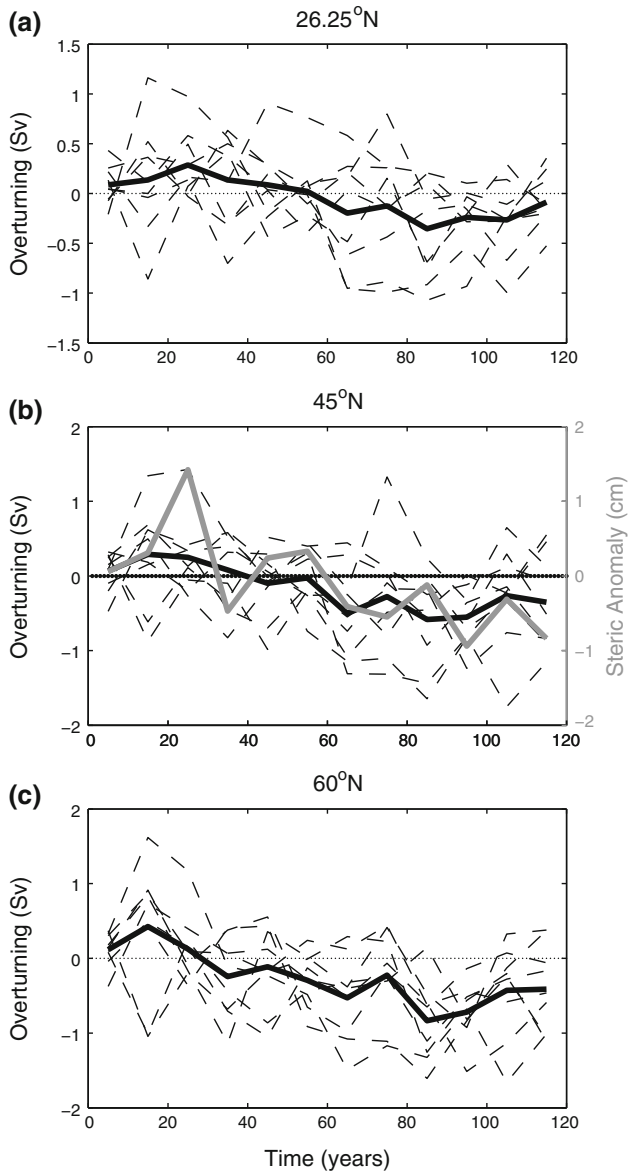 (a)
26.25°N
Overturning (Sv)
1.5
1
0.5
0
-0.5
-1
-1.5
0 20 40 60 80 100 120
(b)
45°N
Overturning (Sv)
2
1
0
-1
-2
2
1
0
-1
-2
Steric Anomaly (cm)
0 20 40 60 80 100 120
(c)
60°N
Overturning (Sv)
2
1
0
-1
-2
0 20 40 60 80 100 120
Time (years)